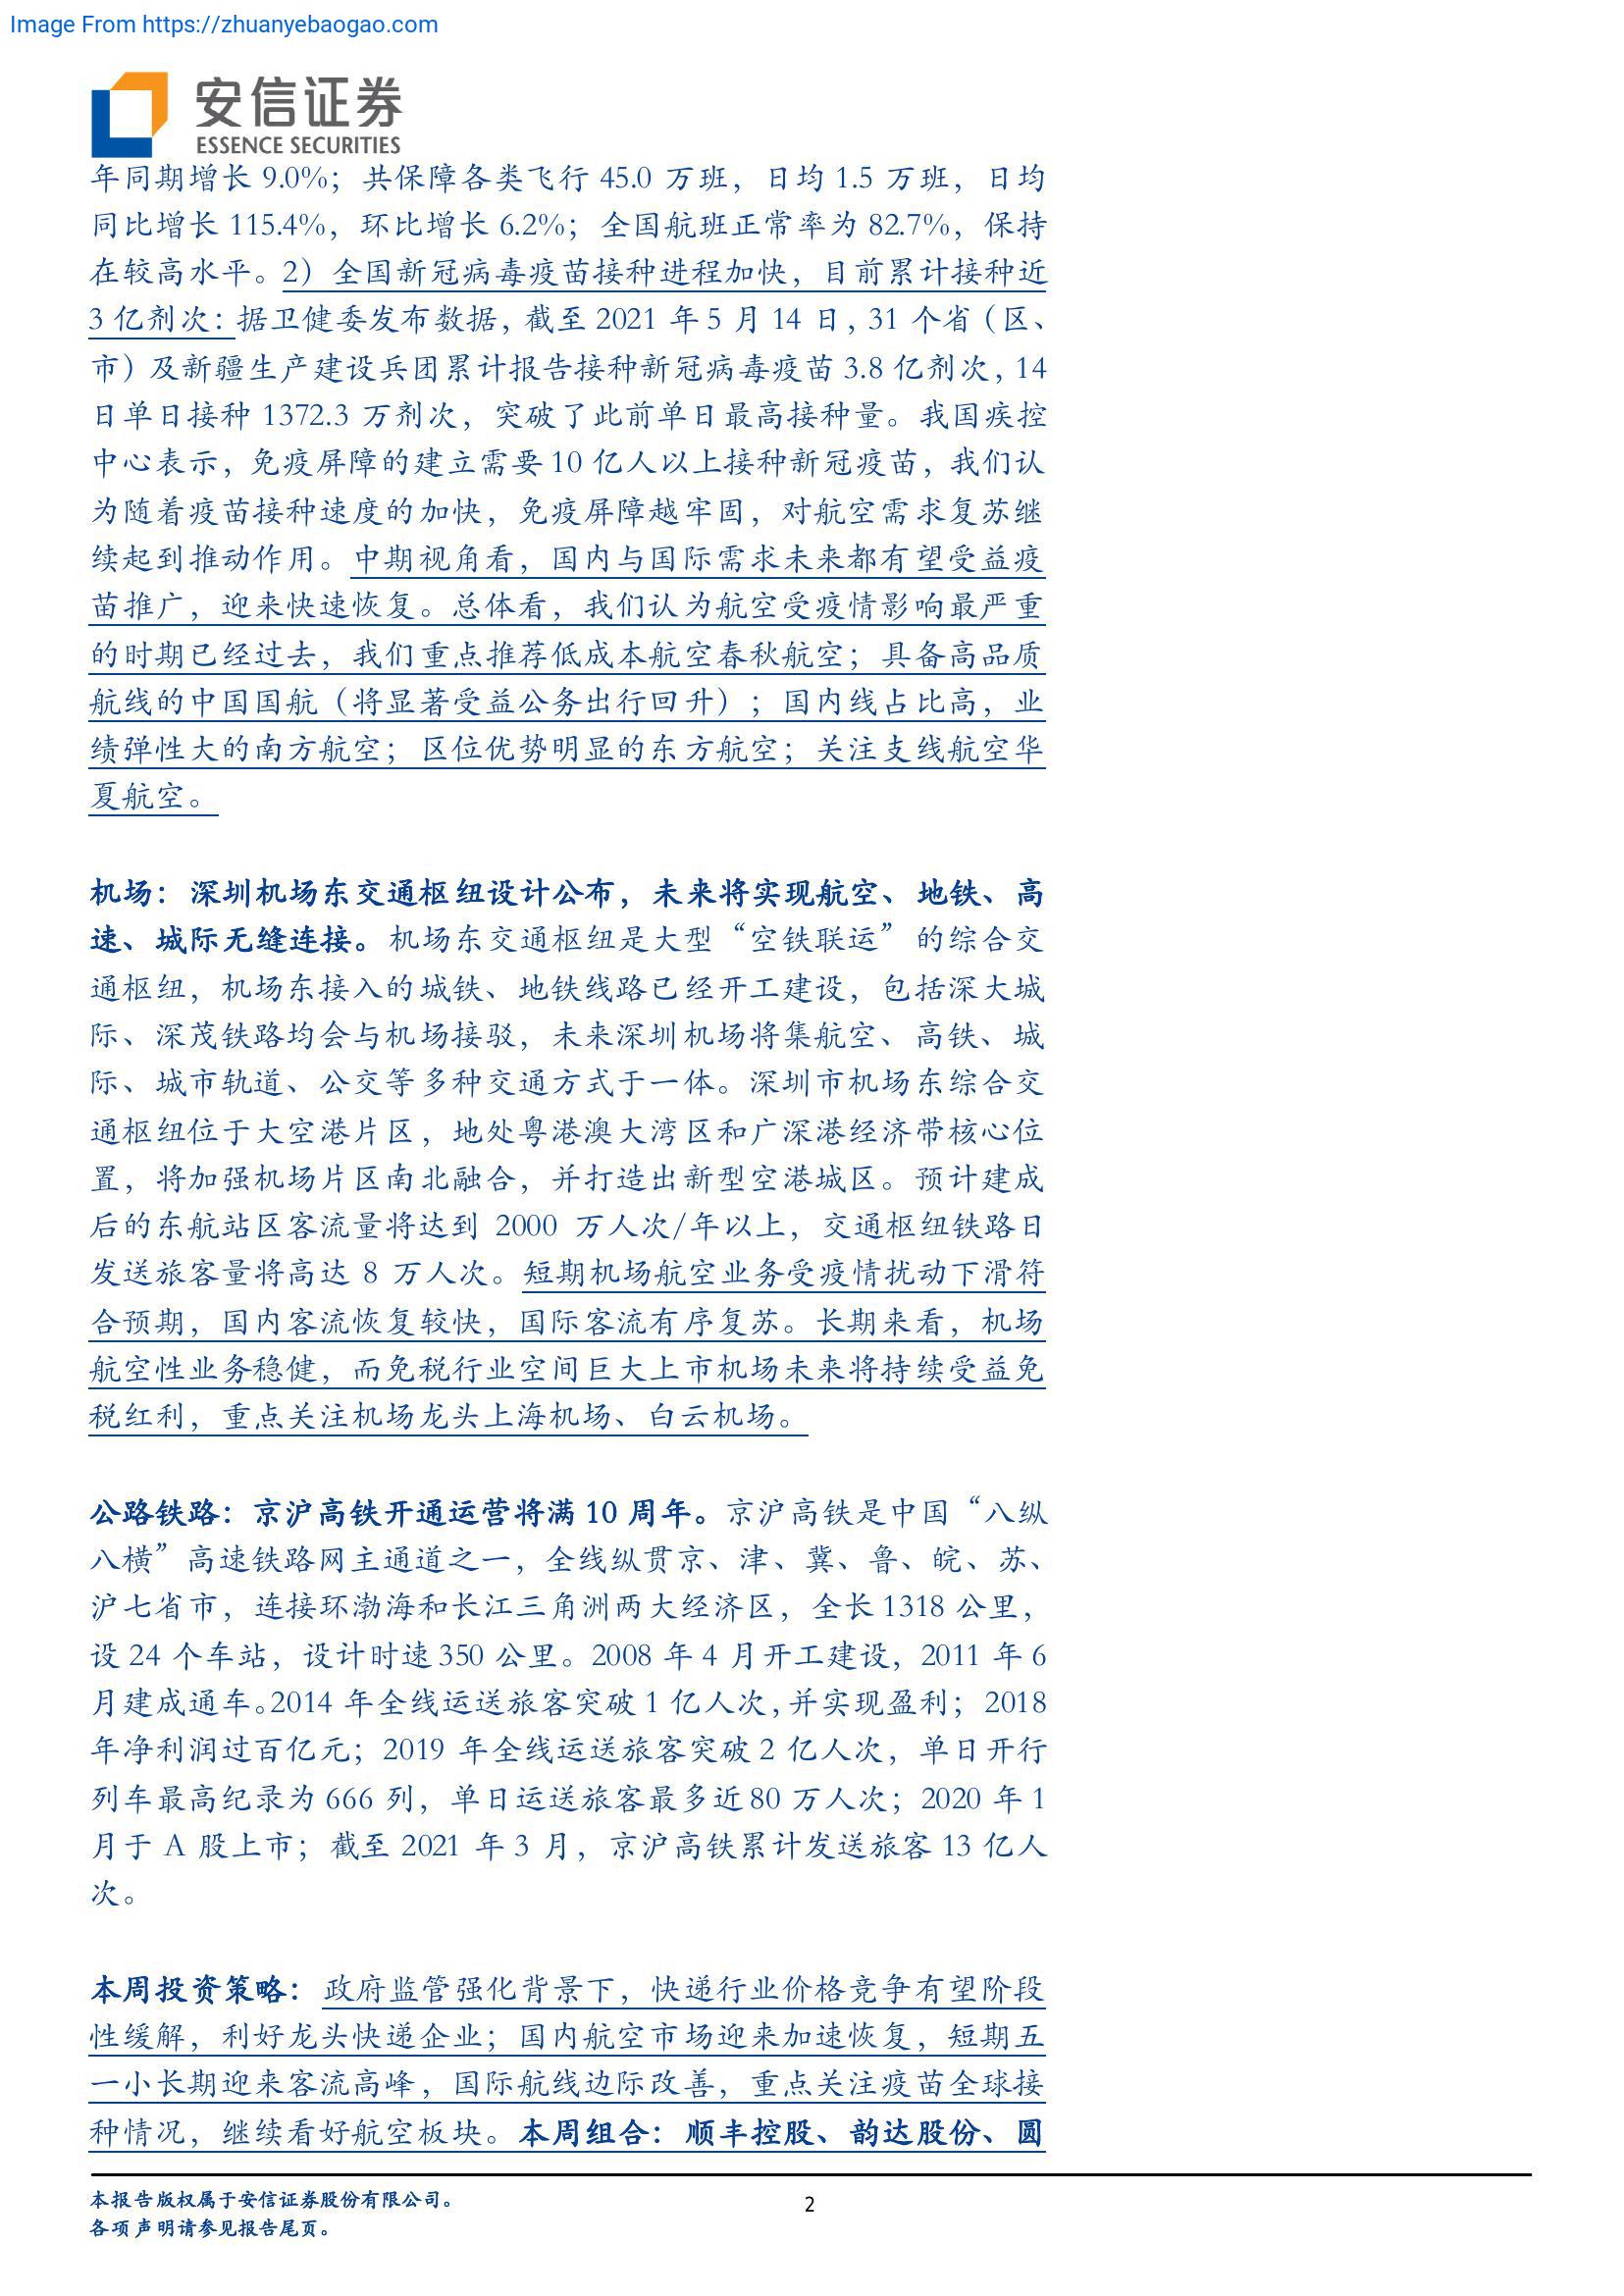 Image From https://zhuanyebaogao.com
安信证券
ESSENCE SECURITIES
年同期增长 9.0%；共保障各类飞行 45.0 万班，日均 1.5 万班，日均
同比增长 115.4%，环比增长 6.2%；全国航班正常率为 82.7%，保持
在较高水平。2）全国新冠病毒疫苗接种进程加快，目前累计接种近
3 亿剂次：据卫健委发布数据，截至 2021 年 5 月 14 日，31 个省（区、
市）及新疆生产建设兵团累计报告接种新冠病毒疫苗 3.8 亿剂次，14
日单日接种 1372.3 万剂次，突破了此前单日最高接种量。我国疾控
中心表示，免疫屏障的建立需要 10 亿人以上接种新冠疫苗，我们认
为随着疫苗接种速度的加快，免疫屏障越牢固，对航空需求复苏继
续起到推动作用。中期视角看，国内与国际需求未来都有望受益疫
苗推广，迎来快速恢复。总体看，我们认为航空受疫情影响最严重
的时期已经过去，我们重点推荐低成本航空春秋航空；具备高品质
航线的中国国航（将显著受益公务出行回升）；国内线占比高，业
绩弹性大的南方航空；区位优势明显的东方航空；关注支线航空华
夏航空。
机场：深圳机场东交通枢纽设计公布，未来将实现航空、地铁、高
速、城际无缝连接。机场东交通枢纽是大型“空铁联运”的综合交
通枢纽，机场东接入的城铁、地铁线路已经开工建设，包括深大城
际、深茂铁路均会与机场接驳，未来深圳机场将集航空、高铁、城
际、城市轨道、公交等多种交通方式于一体。深圳市机场东综合交
通枢纽位于大空港片区，地处粤港澳大湾区和广深港经济带核心位
置，将加强机场片区南北融合，并打造出新型空港城区。预计建成
后的东航站区客流量将达到 2000 万人次/年以上，交通枢纽铁路日
发送旅客量将高达 8 万人次。短期机场航空业务受疫情扰动下滑符
合预期，国内客流恢复较快，国际客流有序复苏。长期来看，机场
航空性业务稳健，而免税行业空间巨大上市机场未来将持续受益免
税红利，重点关注机场龙头上海机场、白云机场。
公路铁路：京沪高铁开通运营将满 10 周年。京沪高铁是中国“八纵
八横”高速铁路网主通道之一，全线纵贯京、津、冀、鲁、皖、苏、
沪七省市，连接环渤海和长江三角洲两大经济区，全长 1318 公里，
设 24 个车站，设计时速 350 公里。2008 年 4 月开工建设，2011 年 6
月建成通车。2014 年全线运送旅客突破 1 亿人次，并实现盈利；2018
年净利润过百亿元；2019 年全线运送旅客突破 2 亿人次，单日开行
列车最高纪录为 666 列，单日运送旅客最多近 80 万人次；2020 年 1
月于 A 股上市；截至 2021 年 3 月，京沪高铁累计发送旅客 13 亿人
次。
本周投资策略：政府监管强化背景下，快递行业价格竞争有望阶段
性缓解，利好龙头快递企业；国内航空市场迎来加速恢复，短期五
一小长期迎来客流高峰，国际航线边际改善，重点关注疫苗全球接
种情况，继续看好航空板块。本周组合：顺丰控股、韵达股份、圆
本报告版权属于安信证券股份有限公司。
2
各项声明请参见报告尾页。